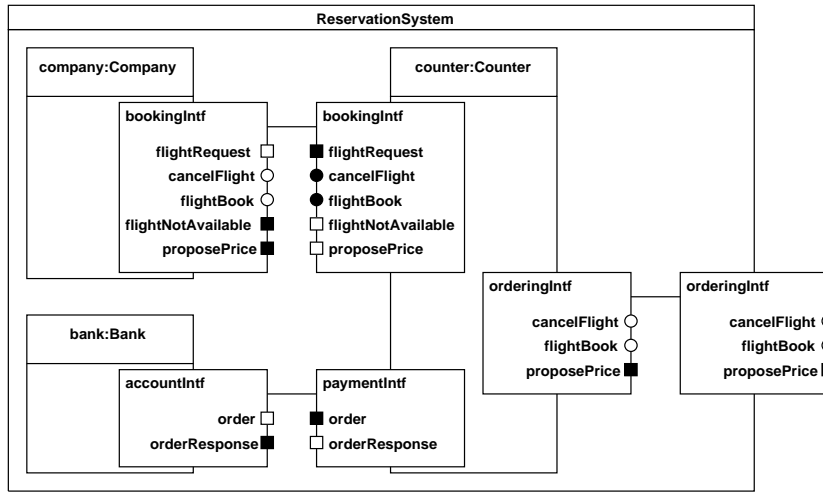 ReservationSystem
company:Company
counter:Counter
bookingIntf
flightRequest
cancelFlight
flightBook
flightNotAvailable
proposePrice
bookingIntf
flightRequest
cancelFlight
flightBook
flightNotAvailable
proposePrice
orderingIntf
cancelFlight
flightBook
proposePrice
orderingIntf
cancelFlight
flightBook
proposePrice
bank:Bank
accountIntf
order
orderResponse
paymentIntf
order
orderResponse